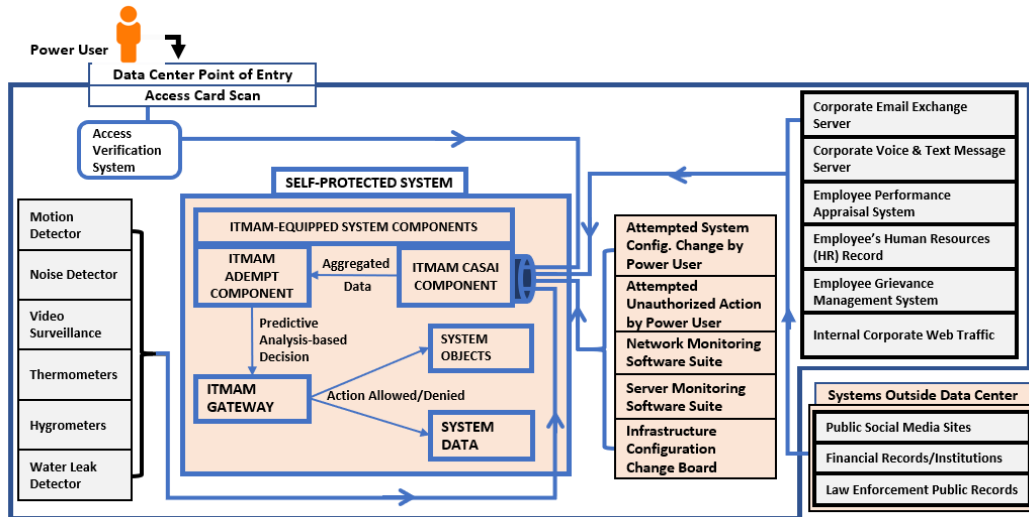 Power User
Data Center Point of Entry
Access Card Scan
Access
Verification
System
Motion
Detector
Noise Detector
Video
Surveillance
Thermometers
Hygrometers
Water Leak
Detector
SELF-PROTECTED SYSTEM
ITMAM-EQUIPPED SYSTEM COMPONENTS
ITMAM
ADEMPT
COMPONENT
Aggregated
Data
ITMAM CASAI
COMPONENT
Predictive
Analysis-based
Decision
ITMAM
GATEWAY
Action Allowed/Denied
SYSTEM
OBJECTS
SYSTEM
DATA
Attempted System
Config. Change by
Power User
Attempted
Unauthorized Action
by Power User
Network Monitoring
Software Suite
Server Monitoring
Software Suite
Infrastructure
Configuration
Change Board
Corporate Email Exchange
Server
Corporate Voice & Text Message
Server
Employee Performance
Appraisal System
Employee's Human Resources
(HR) Record
Employee Grievance
Management System
Internal Corporate Web Traffic
Systems Outside Data Center
Public Social Media Sites
Financial Records/Institutions
Law Enforcement Public Records